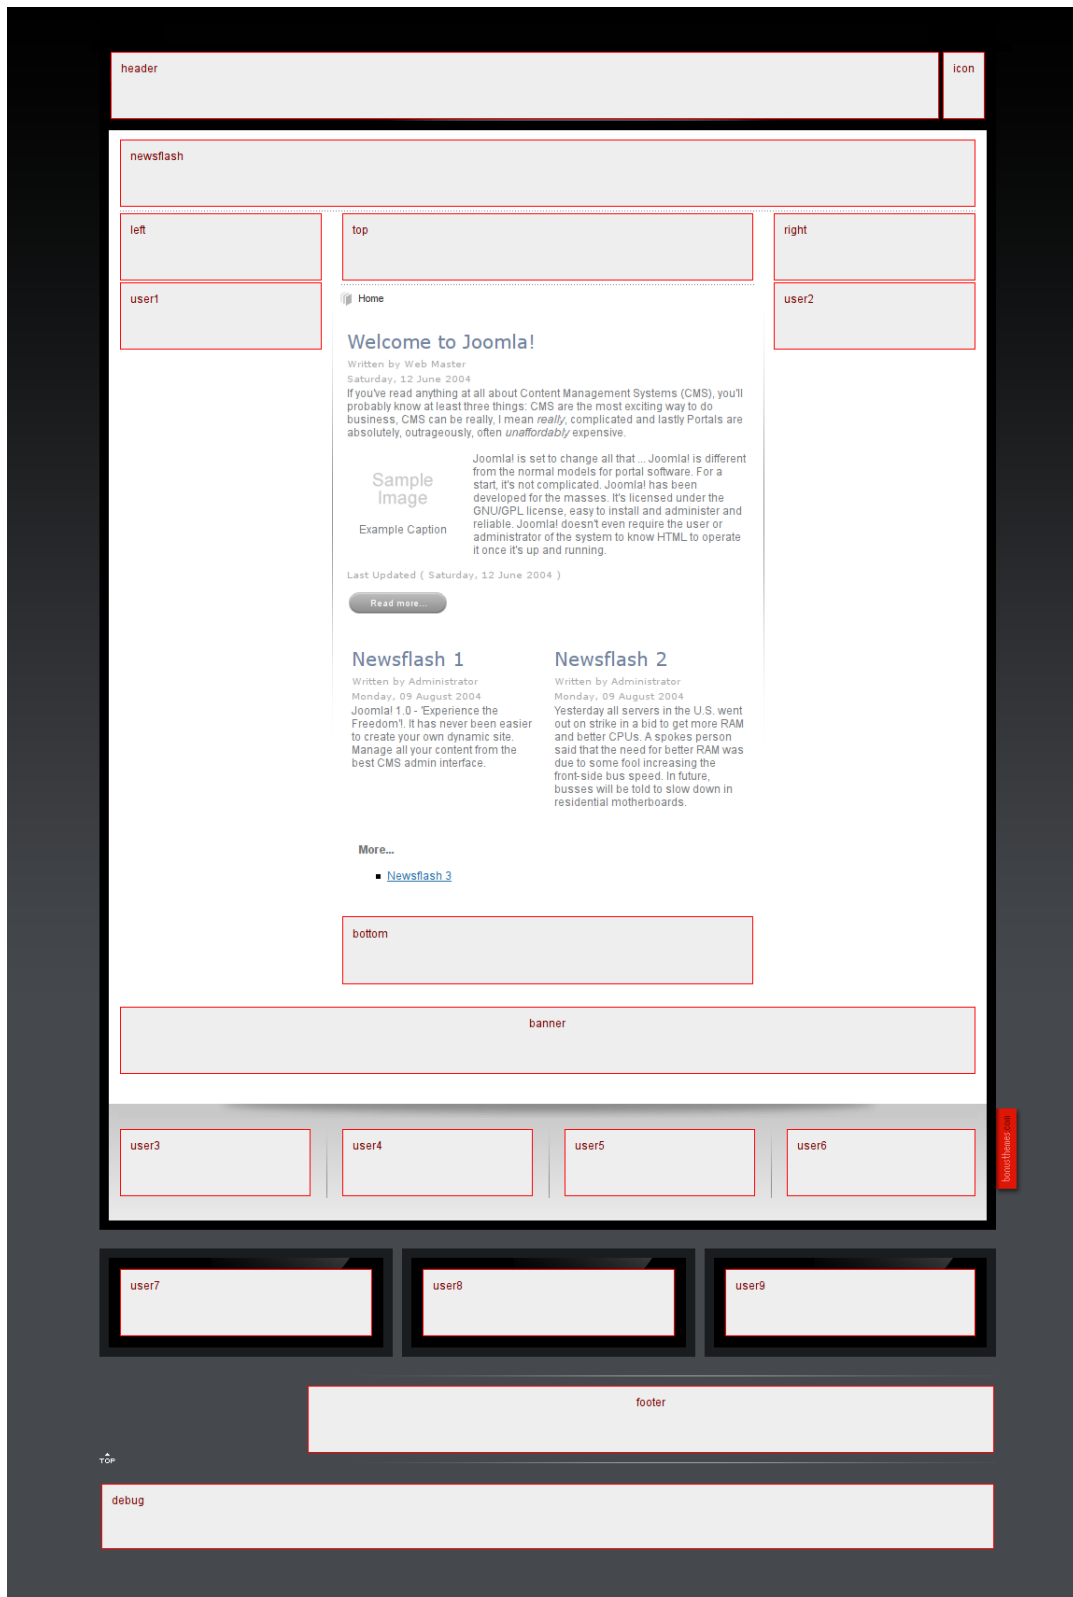 header
icon
newsflash
left
top
right
user1
Home
user2
Welcome to Joomla!
Written by Web Master
Saturday, 12 June 2004
If you've read anything at all about Content Management Systems (CMS), you'll
probably know at least three things: CMS are the most exciting way to do
business, CMS can be really, I mean really, complicated and lastly Portals are
absolutely, outrageously, often unaffordably expensive.
Sample
Image
Example Caption
Joomla! is set to change all that ... Joomla! is different
from the normal models for portal software. For a
start, it's not complicated. Joomla! has been
developed for the masses. It's licensed under the
GNU/GPL license, easy to install and administer and
reliable. Joomla! doesn't even require the user or
administrator of the system to know HTML to operate
it once it's up and running.
Last Updated ( Saturday, 12 June 2004 )
Read more...
Newsflash 1
Written by Administrator
Monday, 09 August 2004
Joomla! 1.0 - 'Experience the
Freedom'!. It has never been easier
to create your own dynamic site.
Manage all your content from the
best CMS admin interface.
Newsflash 2
Written by Administrator
Monday, 09 August 2004
Yesterday all servers in the U.S. went
out on strike in a bid to get more RAM
and better CPUs. A spokes person
said that the need for better RAM was
due to some fool increasing the
front-side bus speed. In future,
busses will be told to slow down in
residential motherboards.
More...
Newsflash 3
bottom
banner
user3
user4
user5
user6
bonusthemes.com
user7
user8
user9
footer
TOP
debug